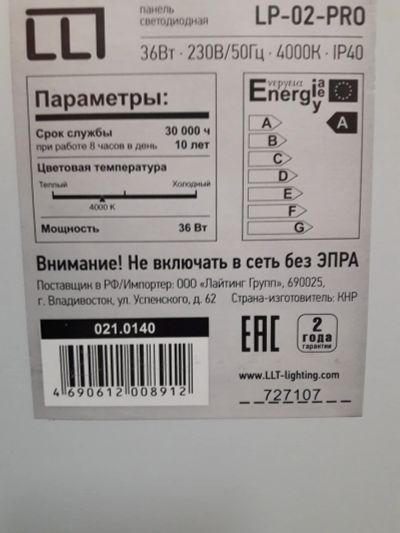 LLT
панель
светодиодная
LP-02-PRO
36Вт · 230В/50Гц · 4000К · IP40
Параметры:
Срок службы 30 000 ч
при работе 8 часов в день 10 лет
Цветовая температура
Теплый Холодный
4000 К
Мощность 36 Вт
Energ
ia
ie
y
A
A
B
C
D
E
F
G
Внимание! Не включать в сеть без ЭПРА
Поставщик в РФ/Импортер: ООО «Лайтинг Групп», 690025,
г. Владивосток, ул. Успенского, д. 62 Страна-изготовитель: КНР
021.0140
4 690612 008912
EAC
2
года
гарантии
www.LLT-lighting.com
727107